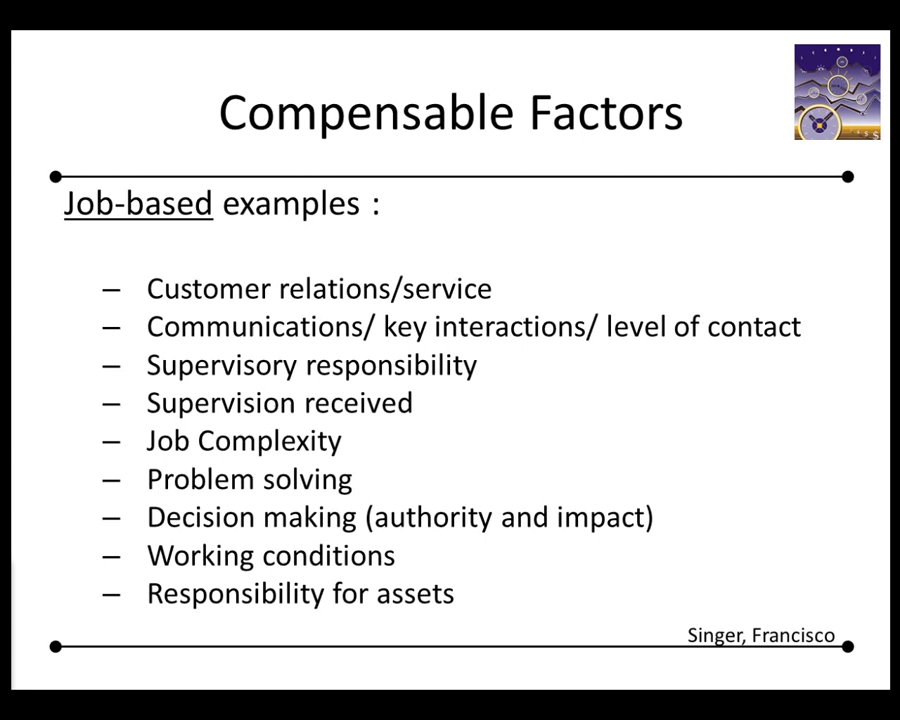 Compensable Factors
Job-based examples :
– Customer relations/service
– Communications/ key interactions/ level of contact
– Supervisory responsibility
– Supervision received
– Job Complexity
– Problem solving
– Decision making (authority and impact)
– Working conditions
– Responsibility for assets
Singer, Francisco